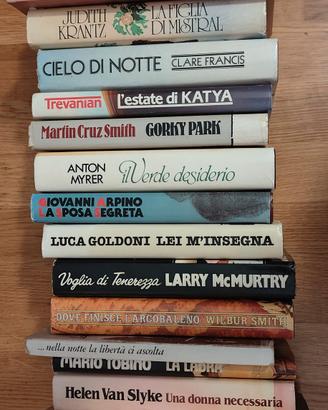 JUDITH KRANTZ LA FIGLIA DI MISTRAL
CIELO DI NOTTE CLARE FRANCIS
Trevanian L'estate di KATYA
Martin Cruz Smith GORKY PARK
ANTON MYRER il Verde desiderio
GIOVANNI ARPINO
LA SPOSA SEGRETA
LUCA GOLDONI LEI M'INSEGNA
Voglia di Tenerezza LARRY McMURTRY
DOVE FINISCE L'ARCOBALENO WILBUR SMITH
... nella notte la libertà ci ascolta
MARIO TOBINO LA LADRA
Helen Van Slyke Una donna necessaria